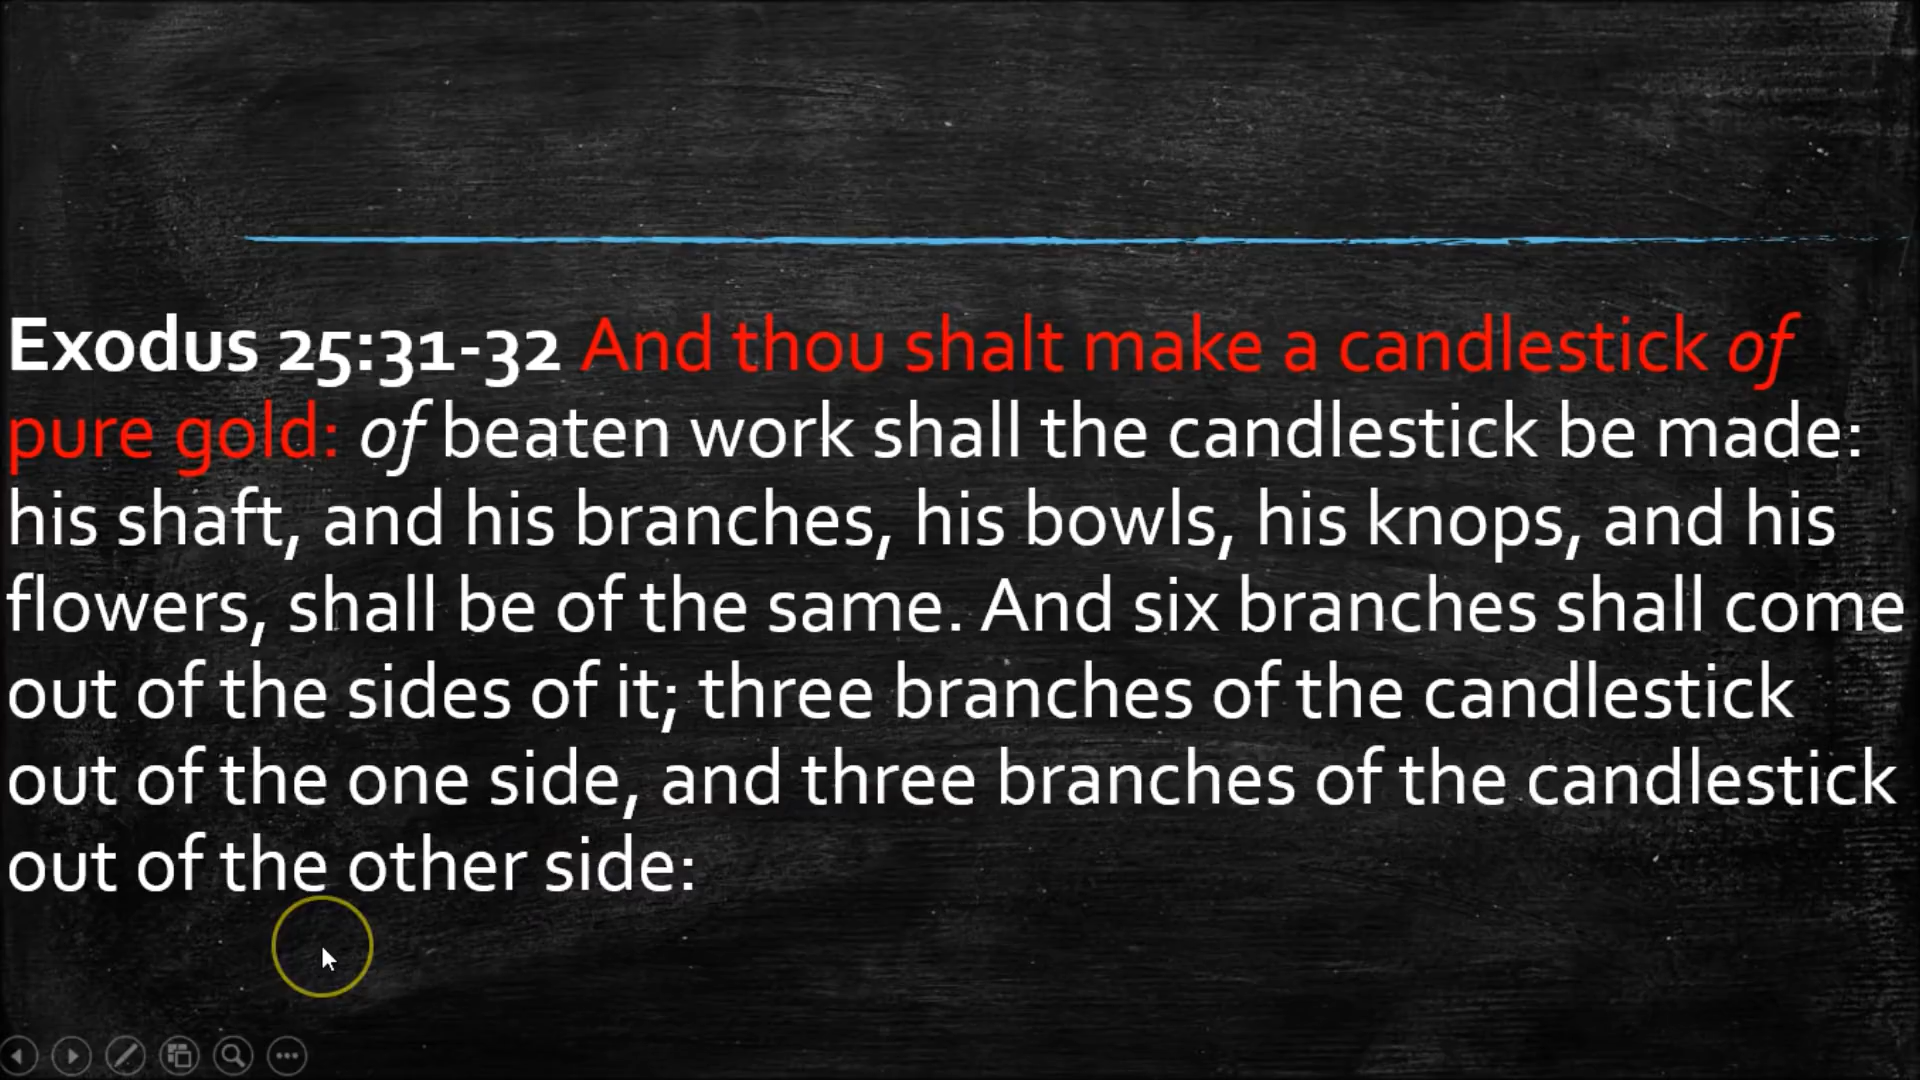 Exodus 25:31-32 And thou shalt make a candlestick of
pure gold: of beaten work shall the candlestick be made:
his shaft, and his branches, his bowls, his knops, and his
flowers, shall be of the same. And six branches shall come
out of the sides of it; three branches of the candlestick
out of the one side, and three branches of the candlestick
out of the other side: